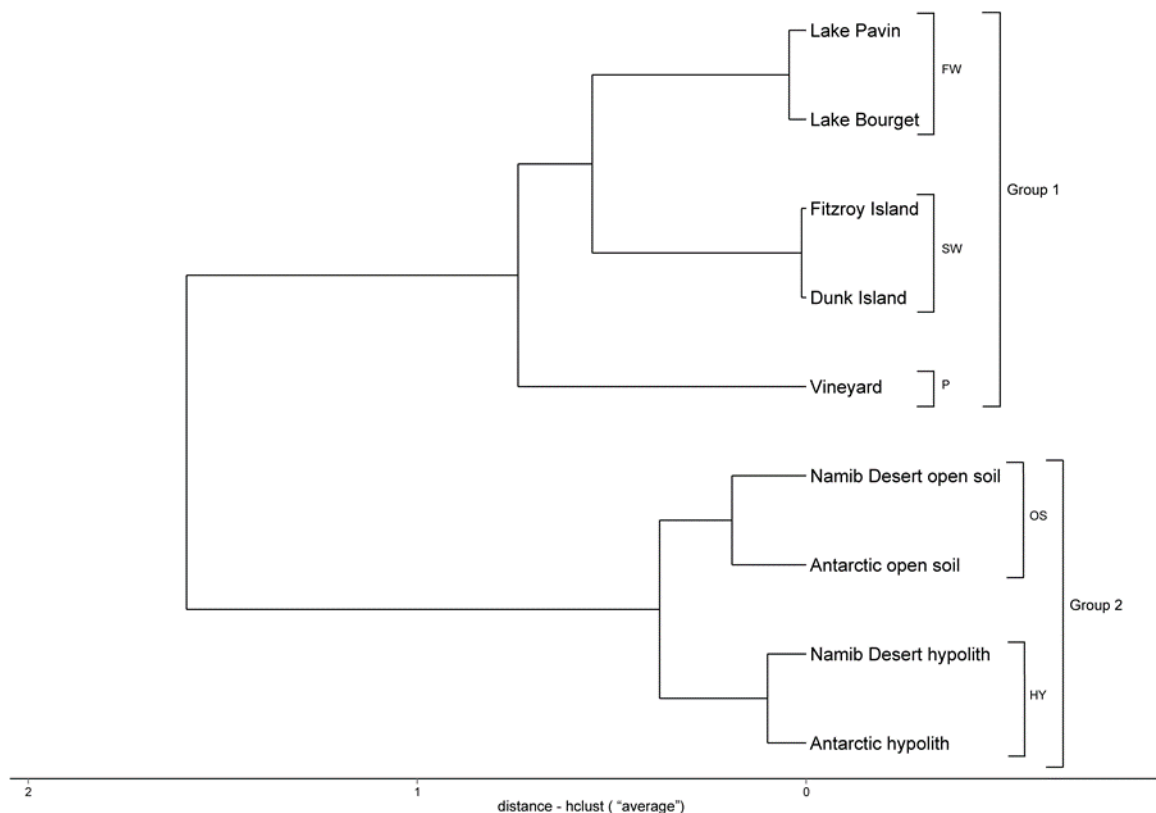 Lake Pavin
FW
Lake Bourget
Group 1
Fitzroy Island
SW
Dunk Island
Vineyard
P
Namib Desert open soil
OS
Antarctic open soil
Group 2
Namib Desert hypolith
HY
Antarctic hypolith
2 1 0
distance - hclust ( “average”)